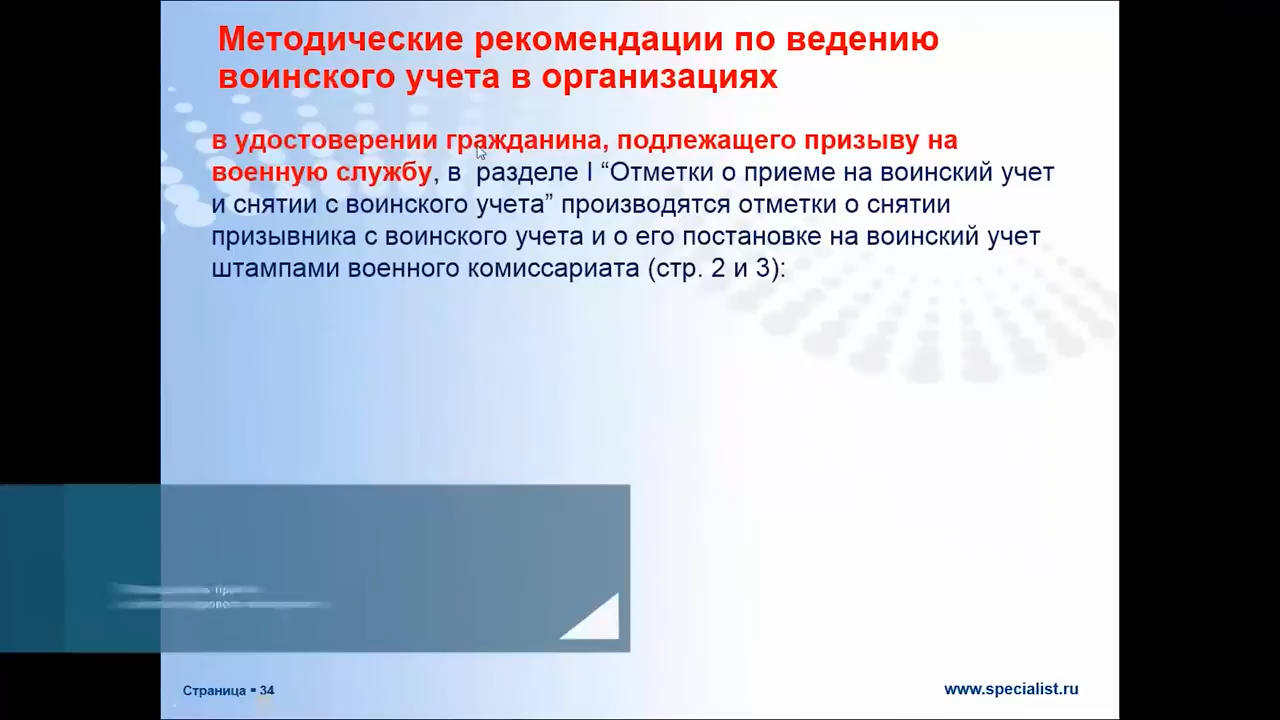 Методические рекомендации по ведению
воинского учета в организациях
в удостоверении гражданина, подлежащего призыву на
военную службу, в разделе I “Отметки о приеме на воинский учет
и снятии с воинского учета” производятся отметки о снятии
призывника с воинского учета и о его постановке на воинский учет
штампами военного комиссариата (стр. 2 и 3):
Страница ▪ 34
www.specialist.ru